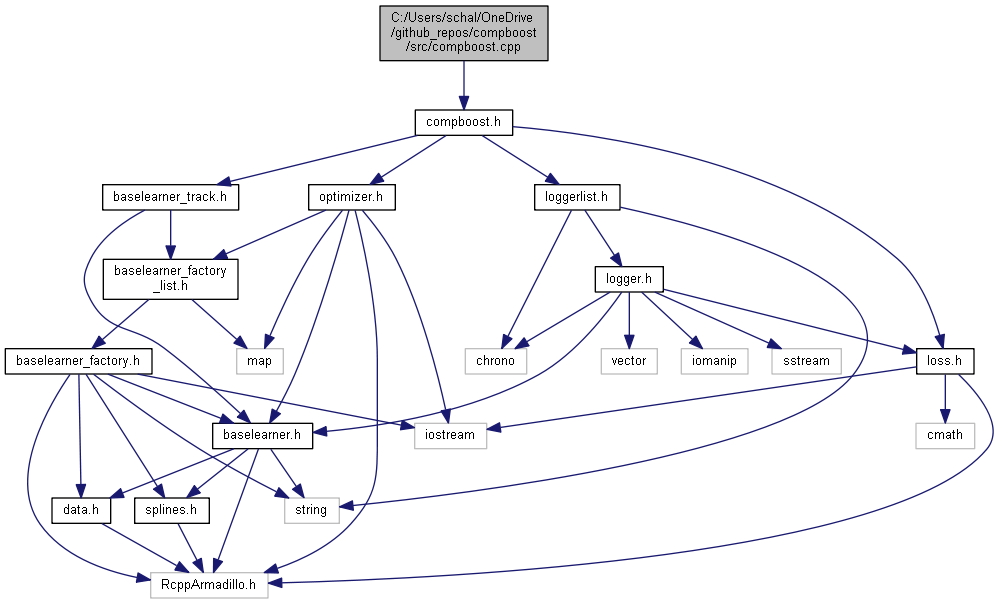 C:/Users/schal/OneDrive
/github_repos/compboost
/src/compboost.cpp
compboost.h
baselearner_track.h
optimizer.h
loggerlist.h
baselearner_factory
_list.h
logger.h
baselearner_factory.h
map
chrono
vector
iomanip
sstream
loss.h
baselearner.h
iostream
cmath
data.h
splines.h
string
RcppArmadillo.h